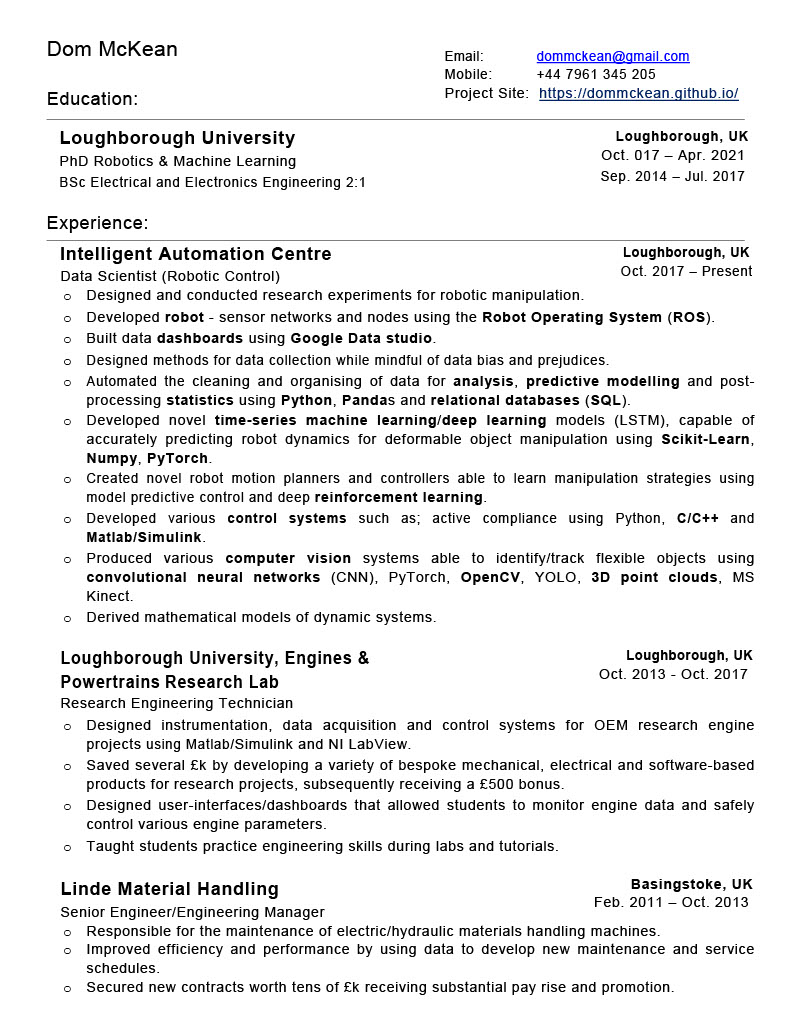 Dom McKean
Email: dommckean@gmail.com
Mobile: +44 7961 345 205
Project Site: https://dommckean.github.io/
Education:
Loughborough University Loughborough, UK
PhD Robotics & Machine Learning Oct. 017 – Apr. 2021
BSc Electrical and Electronics Engineering 2:1 Sep. 2014 – Jul. 2017
Experience:
Intelligent Automation Centre Loughborough, UK
Data Scientist (Robotic Control) Oct. 2017 – Present
o Designed and conducted research experiments for robotic manipulation.
o Developed robot - sensor networks and nodes using the Robot Operating System (ROS).
o Built data dashboards using Google Data studio.
o Designed methods for data collection while mindful of data bias and prejudices.
o Automated the cleaning and organising of data for analysis, predictive modelling and post-
processing statistics using Python, Pandas and relational databases (SQL).
o Developed novel time-series machine learning/deep learning models (LSTM), capable of
accurately predicting robot dynamics for deformable object manipulation using Scikit-Learn,
Numpy, PyTorch.
o Created novel robot motion planners and controllers able to learn manipulation strategies using
model predictive control and deep reinforcement learning.
o Developed various control systems such as; active compliance using Python, C/C++ and
Matlab/Simulink.
o Produced various computer vision systems able to identify/track flexible objects using
convolutional neural networks (CNN), PyTorch, OpenCV, YOLO, 3D point clouds, MS
Kinect.
o Derived mathematical models of dynamic systems.
Loughborough University, Engines & Loughborough, UK
Powertrains Research Lab Oct. 2013 - Oct. 2017
Research Engineering Technician
o Designed instrumentation, data acquisition and control systems for OEM research engine
projects using Matlab/Simulink and NI LabView.
o Saved several £k by developing a variety of bespoke mechanical, electrical and software-based
products for research projects, subsequently receiving a £500 bonus.
o Designed user-interfaces/dashboards that allowed students to monitor engine data and safely
control various engine parameters.
o Taught students practice engineering skills during labs and tutorials.
Linde Material Handling Basingstoke, UK
Senior Engineer/Engineering Manager Feb. 2011 – Oct. 2013
o Responsible for the maintenance of electric/hydraulic materials handling machines.
o Improved efficiency and performance by using data to develop new maintenance and service
schedules.
o Secured new contracts worth tens of £k receiving substantial pay rise and promotion.